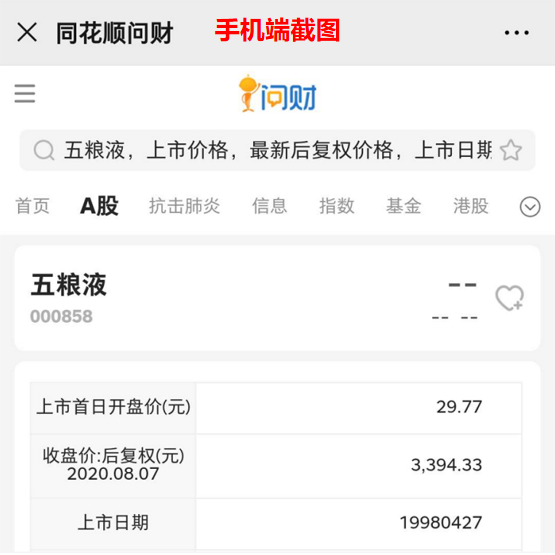 同花顺问财 手机端截图
问财
五粮液，上市价格，最新后复权价格，上市日期
首页 A股 抗击肺炎 信息 指数 基金 港股
五粮液 --
000858 -- --
上市首日开盘价(元) 29.77
收盘价:后复权(元)
2020.08.07 3,394.33
上市日期 19980427